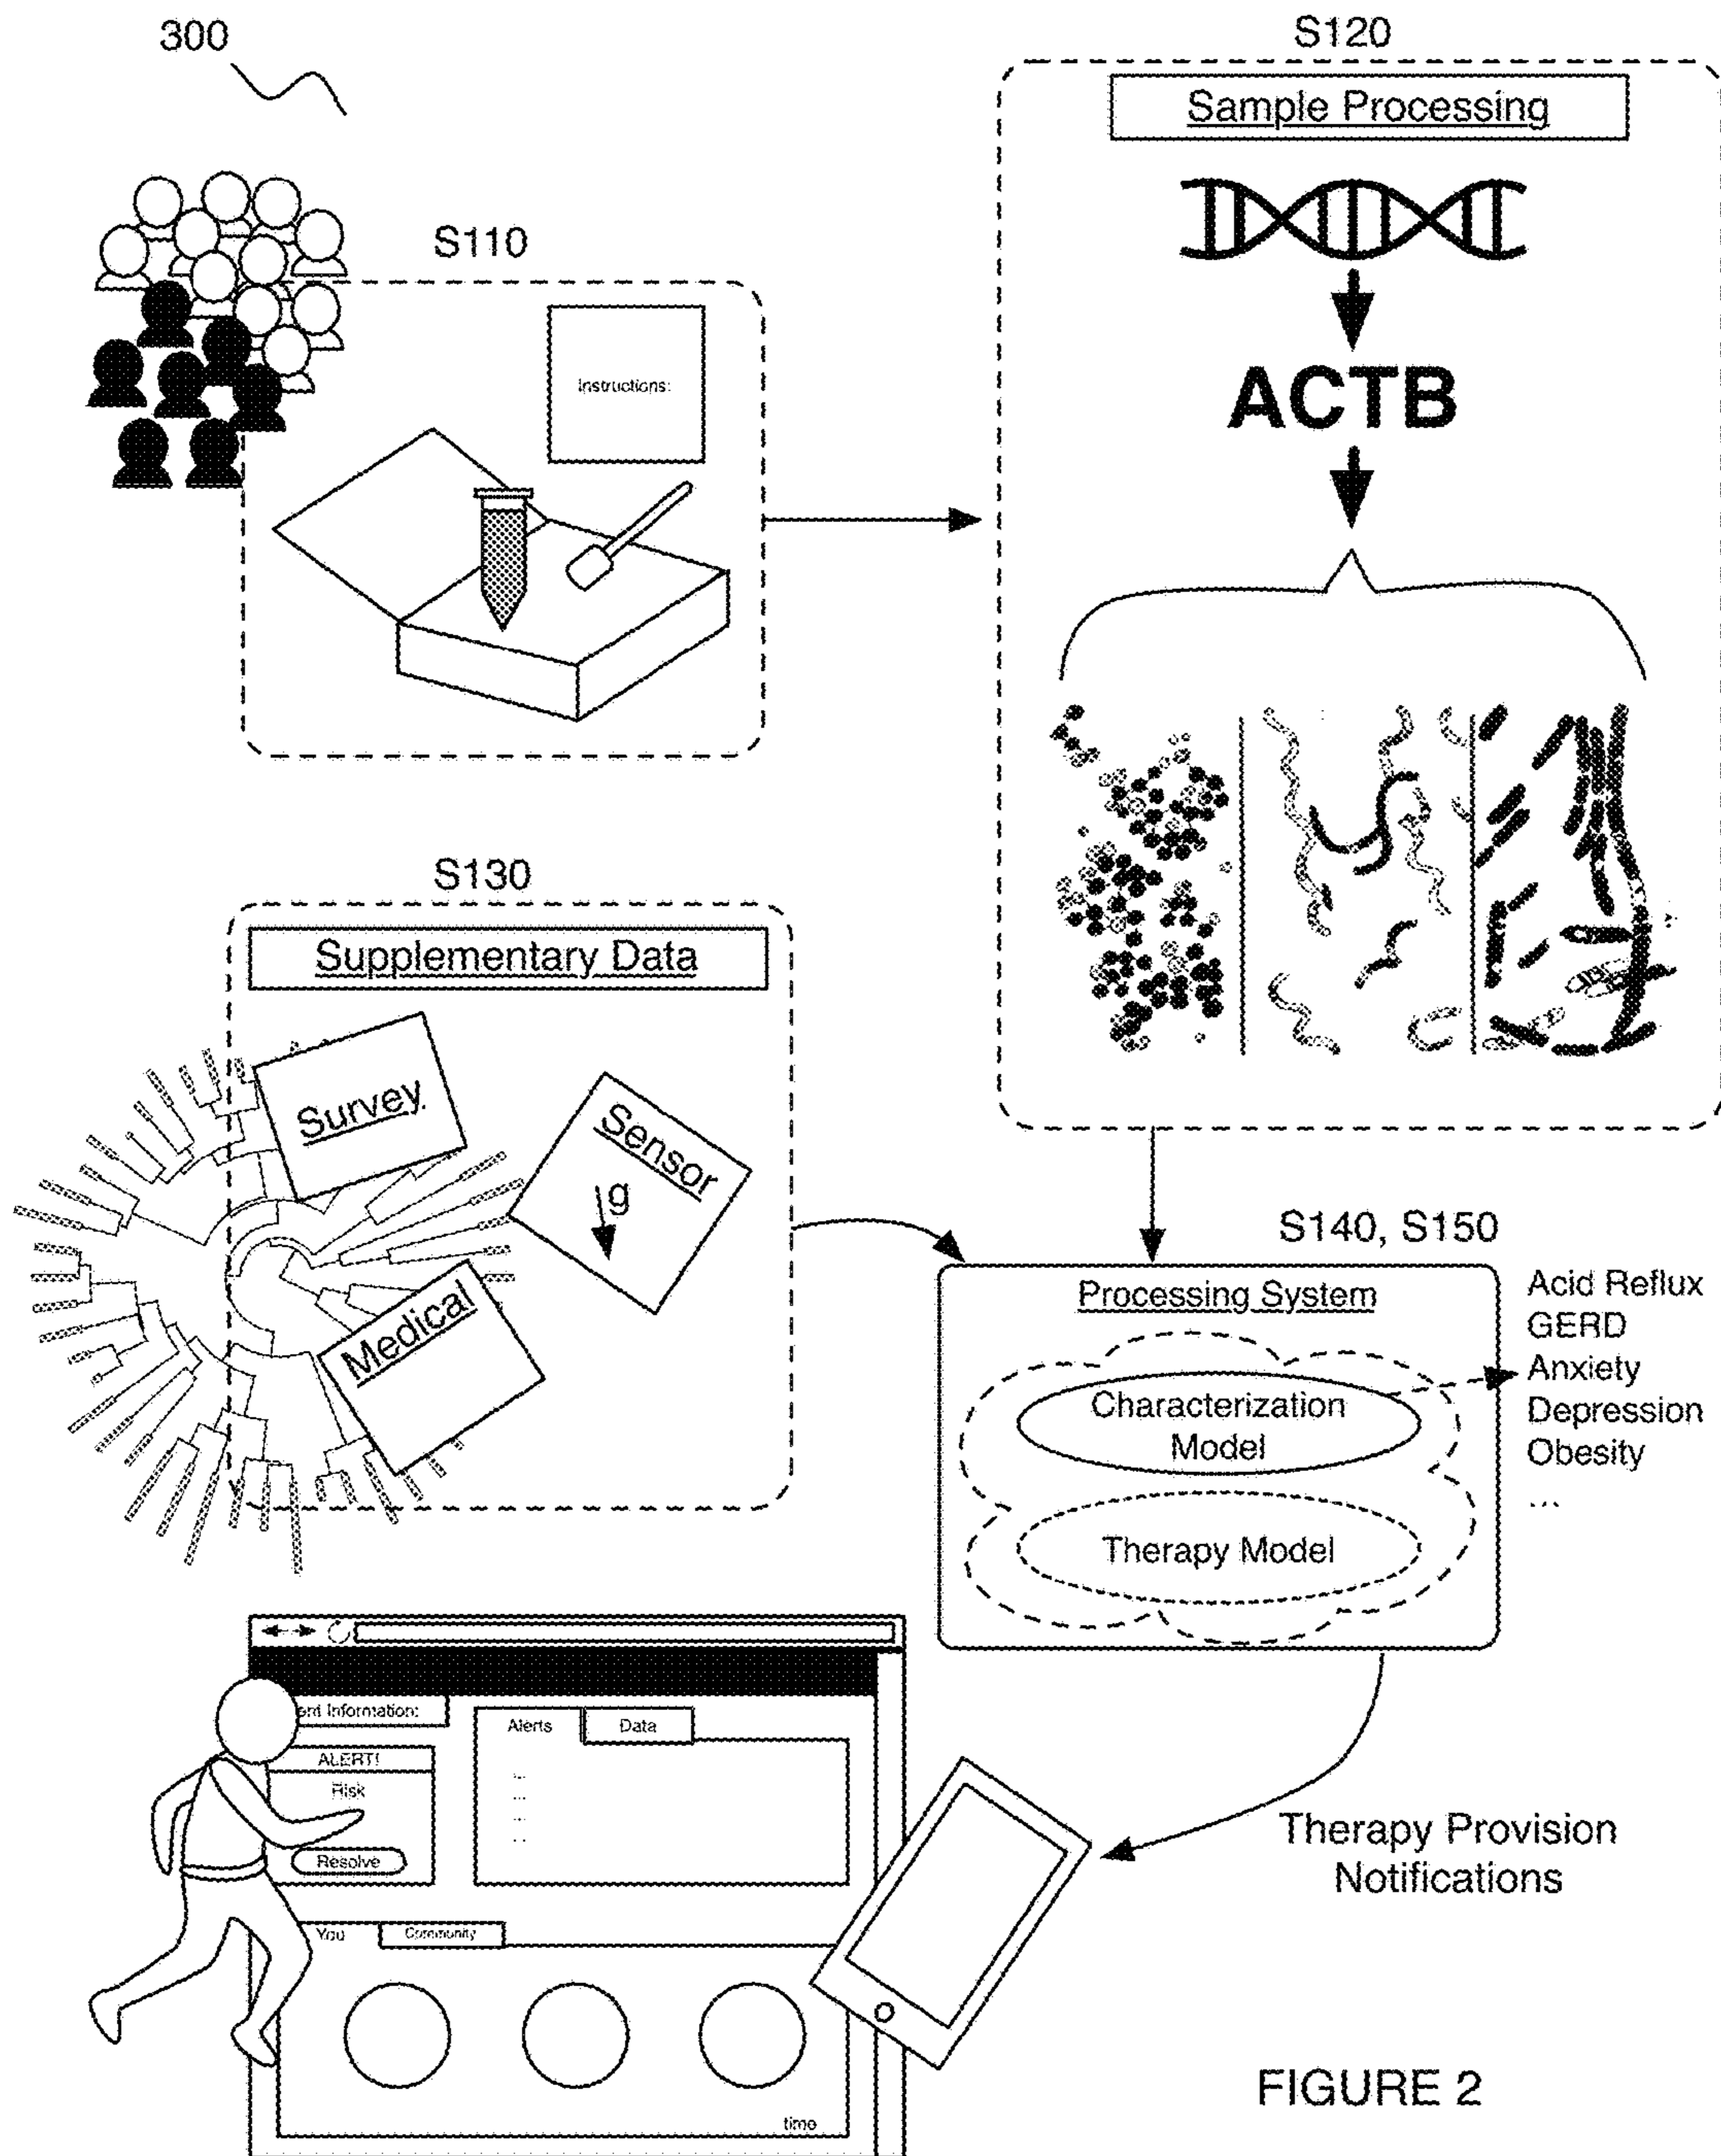 300
S110
Instructions:
S120
Sample Processing
ACTB
S130
Supplementary Data
Survey
Sensor
g
Medical
S140, S150
Processing System
Characterization
Model
Therapy Model
Acid Reflux
GERD
Anxiety
Depression
Obesity
...
ent Information:
ALERT!
Risk
Resolve
Alerts
Data
...
...
...
..
You
Community
time
Therapy Provision
Notifications
FIGURE 2